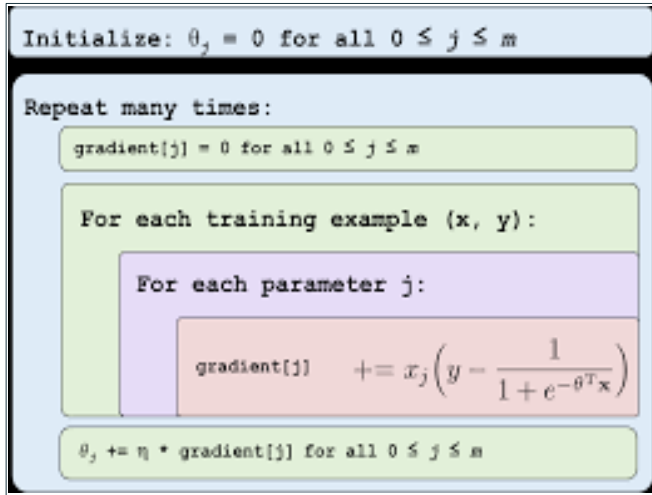 Initialize: θⱼ = 0 for all 0 ≤ j ≤ m
Repeat many times:
gradient[j] = 0 for all 0 ≤ j ≤ m
For each training example (x, y):
For each parameter j:
gradient[j] += xⱼ(y − 1/(1 + e^(−θᵀx)))
θⱼ += η * gradient[j] for all 0 ≤ j ≤ m